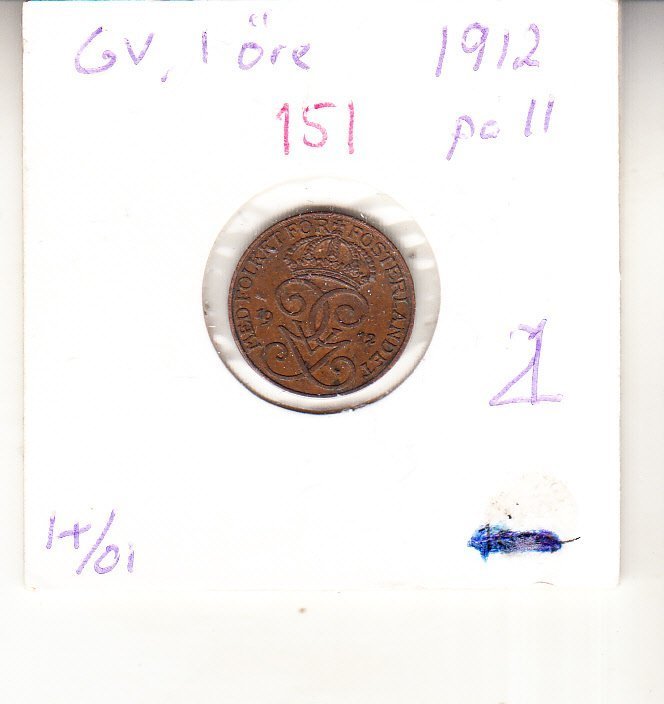 GV, 1 öre 1912
151
på 11
MED FOLKET FÖR FOSTERLANDET
19 12
1
1+/01